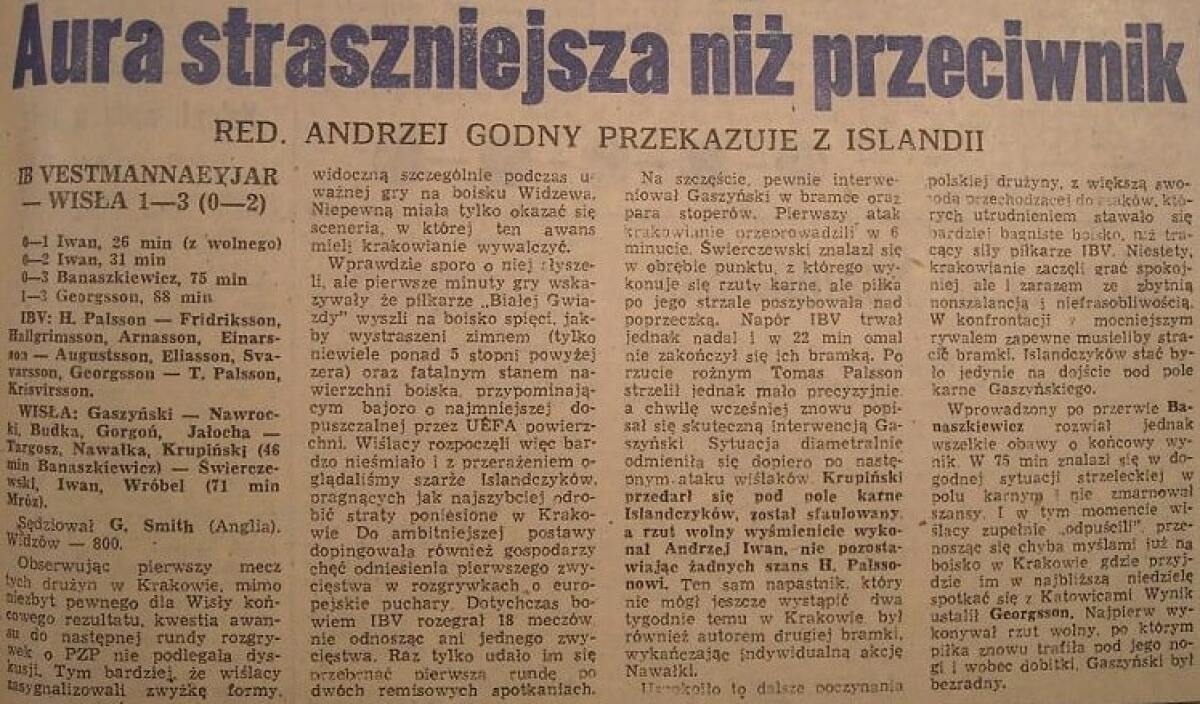 Aura straszniejsza niż przeciwnik
RED. ANDRZEJ GODNY PRZEKAZUJE Z ISLANDII
IB VESTMANNAEYJAR
— WISŁA 1—3 (0—2)
0—1 Iwan, 26 min (z wolnego)
0—2 Iwan, 31 min
0—3 Banaszkiewicz, 75 min
1—3 Georgsson, 88 min
IBV: H. Palsson — Fridriksson,
Hallgrimsson, Arnasson, Einars-
son — Augustsson, Eliasson, Sva-
varsson, Georgsson — T. Palsson,
Krisvirsson.
WISŁA: Gaszyński — Nawroc-
ki, Budka, Gorgoń, Jałocha —
Targosz, Nawałka, Krupiński (46
min Banaszkiewicz) — Świercze-
wski, Iwan, Wróbel (71 min
Mróz).
Sędziował G. Smith (Anglia).
Widzów — 800.
Obserwując pierwszy mecz
tych drużyn w Krakowie, mimo
niezbyt pewnego dla Wisły koń-
cowego rezultatu, kwestia awan-
su do następnej rundy rozgry-
wek o PZP nie podlegała dys-
kusji. Tym bardziej, że wiślacy
zasygnalizowali zwyżkę formy,
widoczną szczególnie podczas u-
ważnej gry na boisku Widzewa.
Niepewną miała tylko okazać się
sceneria, w której ten awans
mieli krakowianie wywalczyć.
Wprawdzie sporo o niej słysze-
li, ale pierwsze minuty gry wska-
zywały że piłkarze „Białej Gwia-
zdy" wyszli na boisko spięci, jak-
by wystraszeni zimnem (tylko
niewiele ponad 5 stopni powyżej
zera) oraz fatalnym stanem na-
wierzchni boiska, przypominają-
cym bajoro o najmniejszej do-
puszczalnej przez UEFA powierz-
chni. Wiślacy rozpoczęli więc bar-
dzo nieśmiało i z przerażeniem o-
glądaliśmy szarże Islandczyków,
pragnących jak najszybciej odro-
bić straty poniesione w Krako-
wie Do ambitniejszej postawy
dopingowała również gospodarzy
chęć odniesienia pierwszego zwy-
cięstwa w rozgrywkach o euro-
pejskie puchary. Dotychczas bo-
wiem IBV rozegrał 18 meczów,
nie odnosząc ani jednego zwy-
cięstwa. Raz tylko udało im się
przebrnąć pierwszą rundę po
dwóch remisowych spotkaniach.
Na szczęście, pewnie interwe-
niował Gaszyński w bramce oraz
para stoperów. Pierwszy atak
krakowianie przeprowadzili w 6
minucie. Świerczewski znalazł się
w obrębie punktu, z którego wy-
konuje się rzuty karne, ale piłka
po jego strzale poszybowała nad
poprzeczką. Napór IBV trwał
jednak nadal i w 22 min omal
nie zakończył się ich bramką. Po
rzucie rożnym Tomas Palsson
strzelił jednak mało precyzyjnie
a chwilę wcześniej znowu popi-
sał się skuteczną interwencją Ga-
szyński Sytuacja diametralnie
odmieniła się dopiero po nastę-
pnym ataku wiślaków. Krupiński
przedarł się pod pole karne
Islandczyków, został sfaulowany,
a rzut wolny wyśmienicie wyko-
nał Andrzej Iwan, nie pozosta-
wiając żadnych szans H. Palsso-
nowi. Ten sam napastnik, który
nie mógł jeszcze wystąpić dwa
tygodnie temu w Krakowie był
również autorem drugiej bramki,
wykańczając indywidualną akcję
Nawałki.
to dalsze poczynania
polskiej drużyny, z większą swo-
bodą przechodzącej do ataków, któ-
rych utrudnieniem stawało się
bardziej bagniste boisko, niż tra-
cący siły piłkarze IBV. Niestety,
krakowianie zaczęli grać spokoj-
niej ale i zarazem ze zbytnią
nonszalancją i niefrasobliwością.
W konfrontacji z mocniejszym
rywalem zapewne musieliby stra-
cić bramki. Islandczyków stać by-
ło jedynie na dojście pod pole
karne Gaszyńskiego.
Wprowadzony po przerwie Ba-
naszkiewicz rozwiał jednak
wszelkie obawy o końcowy wy-
nik. W 75 min znalazł się w do-
godnej sytuacji strzeleckiej w
polu karnym i nie zmarnował
szansy. I w tym momencie wi-
ślacy zupełnie „odpuścili", prze-
nosząc się chyba myślami już na
boisko w Krakowie gdzie przyj-
dzie im w najbliższą niedzielę
spotkać się z Katowicami Wynik
ustalił Georgsson. Najpierw wy-
konywał rzut wolny, po którym
piłka znowu trafiła pod jego no-
gi i wobec dobitki, Gaszyński był
bezradny.